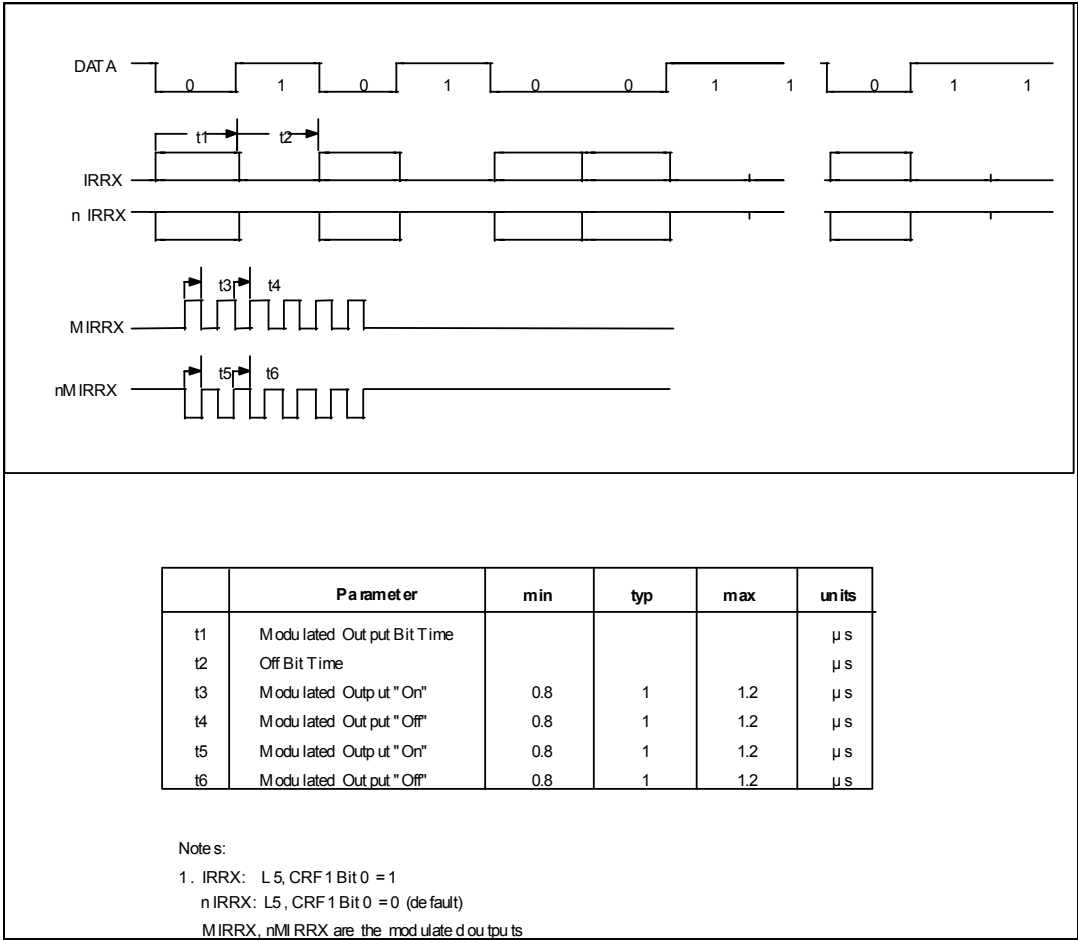 DATA 0 1 0 1 0 0 1 1 0 1 1
t1 t2
IRRX
n IRRX
t3 t4
MIRRX
t5 t6
nMIRRX
Parameter min typ max units
t1 Modulated Output Bit Time µs
t2 Off Bit Time µs
t3 Modulated Output "On" 0.8 1 1.2 µs
t4 Modulated Output "Off" 0.8 1 1.2 µs
t5 Modulated Output "On" 0.8 1 1.2 µs
t6 Modulated Output "Off" 0.8 1 1.2 µs
Notes:
1. IRRX: L5, CRF1 Bit 0 = 1
nIRRX: L5, CRF1 Bit 0 = 0 (default)
MIRRX, nMIRRX are the modulated outputs